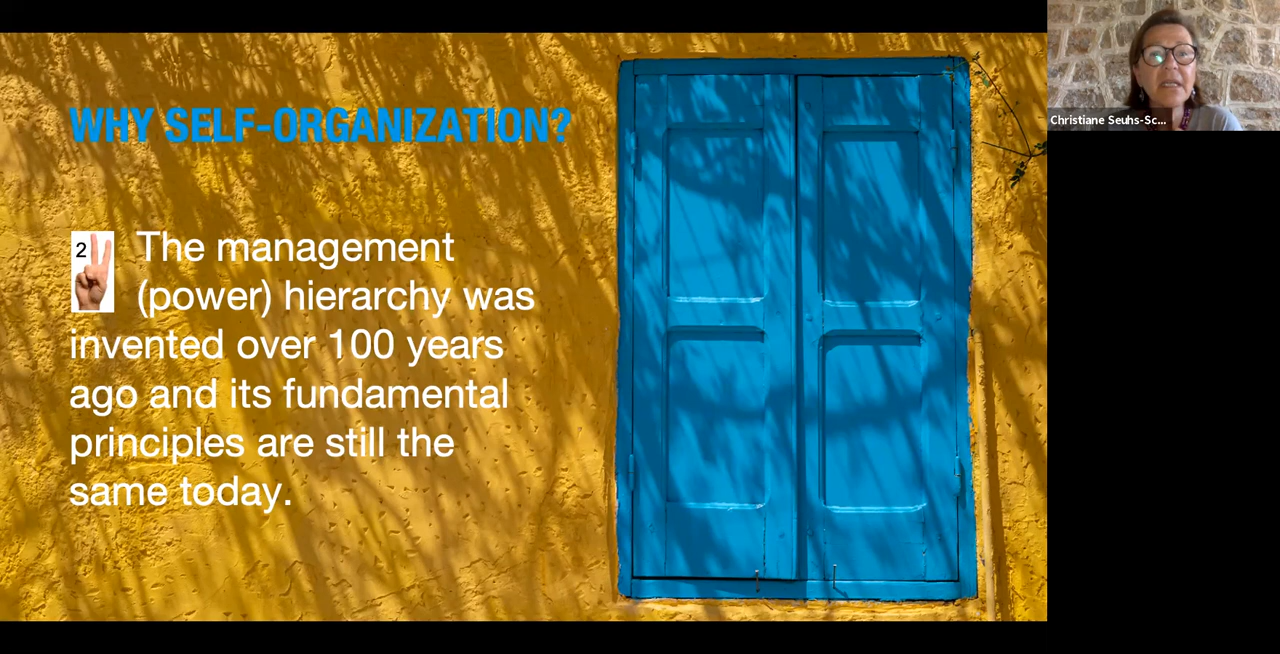 WHY SELF-ORGANIZATION?
2
The management
(power) hierarchy was
invented over 100 years
ago and its fundamental
principles are still the
same today.
Christiane Seuhs-Sc...